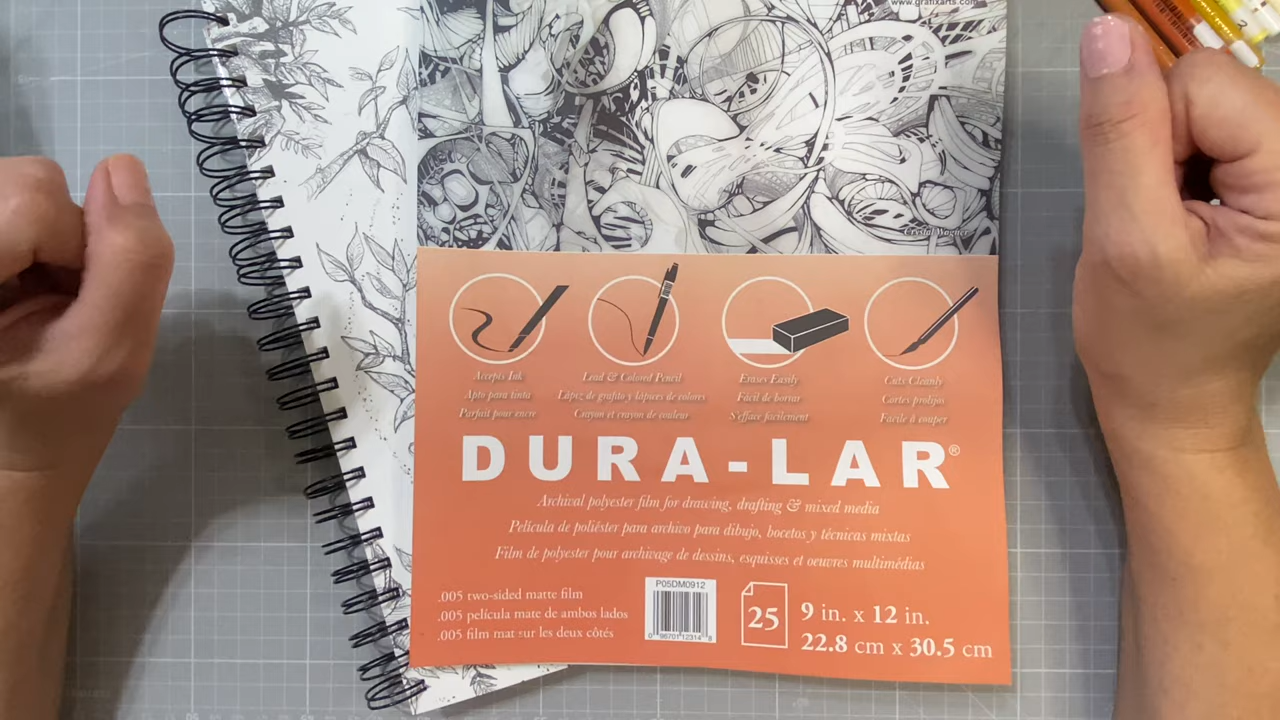 www.grafixarts.com
Crystal Wagner
Accepts Ink
Apto para tinta
Parfait pour encre
Lead & Colored Pencil
Lápiz de grafito y lápices de colores
Crayon et crayon de couleur
Erases Easily
Fácil de borrar
S'efface facilement
Cuts Cleanly
Cortes prolijos
Facile à couper
DURA-LAR®
Archival polyester film for drawing, drafting & mixed media
Película de poliéster para archivo para dibujo, bocetos y técnicas mixtas
Film de polyester pour archivage de dessins, esquisses et oeuvres multimédias
.005 two-sided matte film
.005 película mate de ambos lados
.005 film mat sur les deux côtés
P05DM0912
0 96701 12314 8
25
9 in. x 12 in.
22.8 cm x 30.5 cm